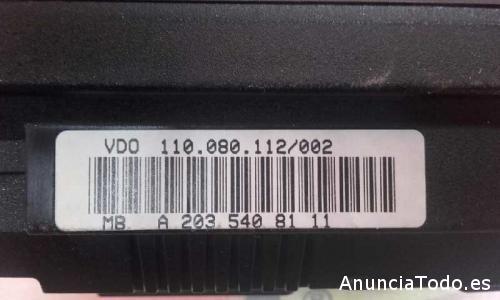 VDO 110.080.112/002
MB A 203 540 81 11
AnunciaTodo.es